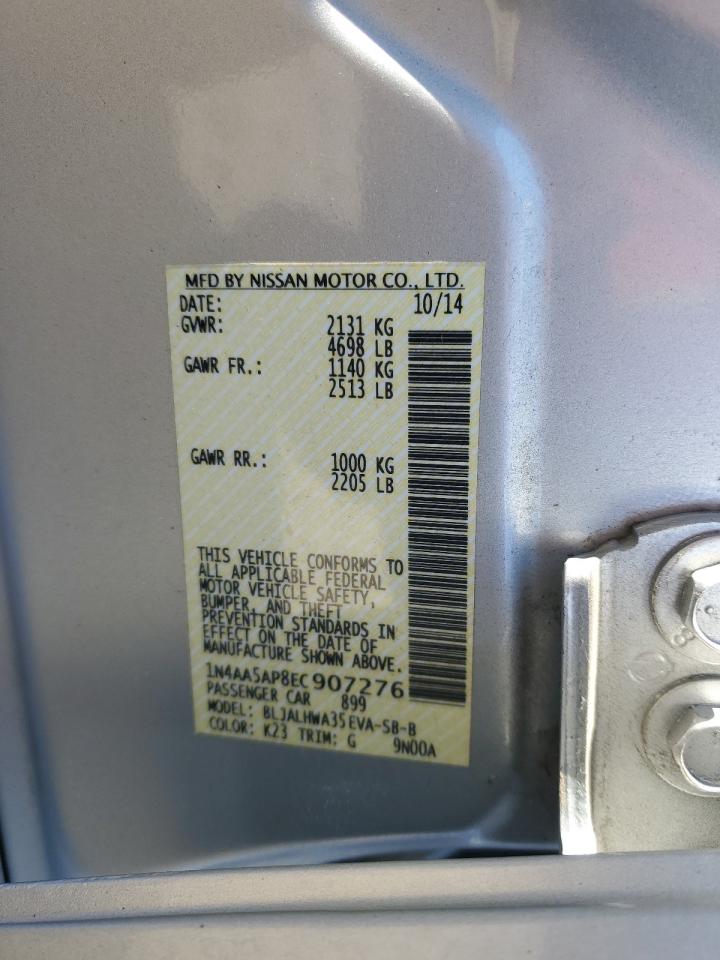 MFD BY NISSAN MOTOR CO., LTD.
DATE: 10/14
GVWR: 2131 KG
4698 LB
GAWR FR.: 1140 KG
2513 LB
GAWR RR.: 1000 KG
2205 LB
THIS VEHICLE CONFORMS TO
ALL APPLICABLE FEDERAL
MOTOR VEHICLE SAFETY,
BUMPER, AND THEFT
PREVENTION STANDARDS IN
EFFECT ON THE DATE OF
MANUFACTURE SHOWN ABOVE.
1N4AA5AP8EC907276
PASSENGER CAR 899
MODEL: BLJALHWA35EVA-SB-B
COLOR: K23 TRIM: G 9N00A
8